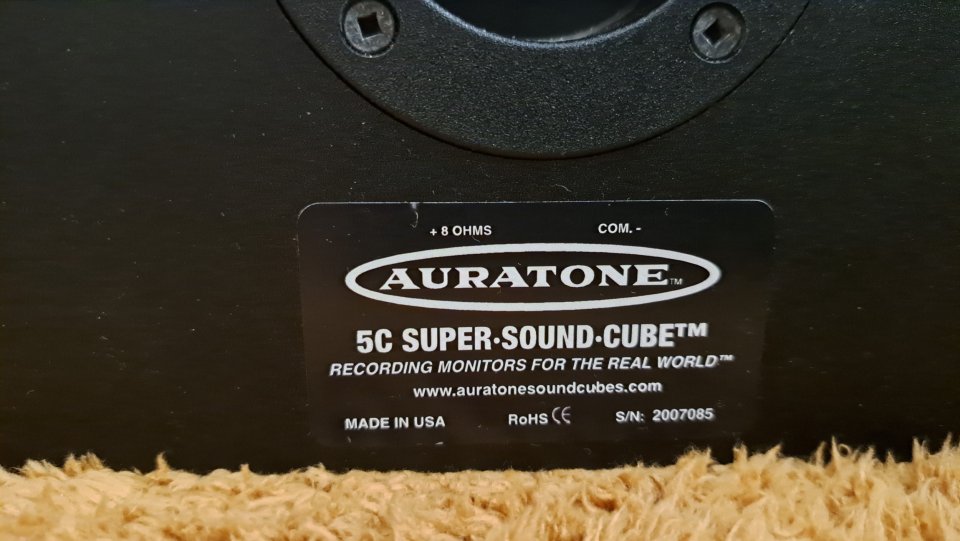 + 8 OHMS COM. -
AURATONE™
5C SUPER•SOUND•CUBE™
RECORDING MONITORS FOR THE REAL WORLD™
www.auratonesoundcubes.com
MADE IN USA RoHS CE S/N: 2007085